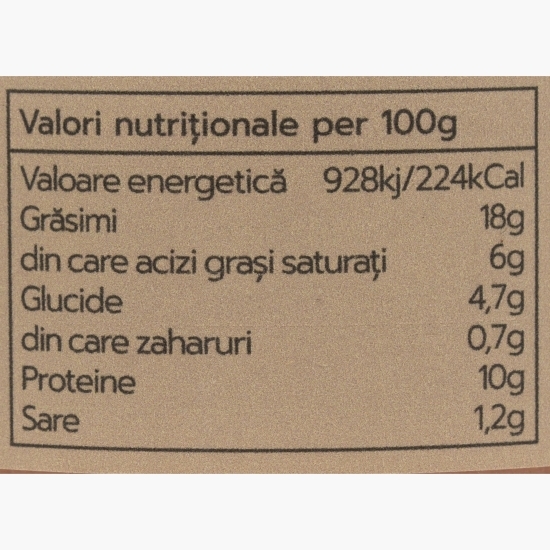 Valori nutriționale per 100g
Valoare energetică 928kj/224kCal
Grăsimi 18g
din care acizi grași saturați 6g
Glucide 4,7g
din care zaharuri 0,7g
Proteine 10g
Sare 1,2g